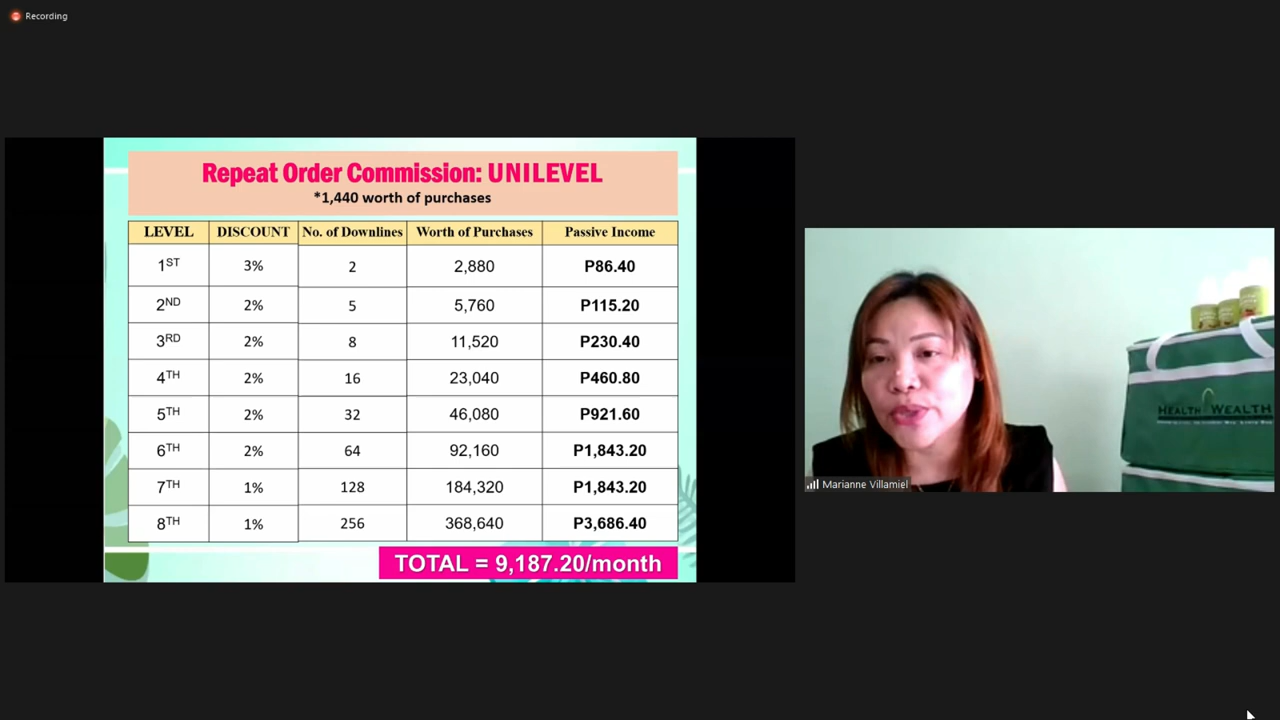 Recording
Repeat Order Commission: UNILEVEL
*1,440 worth of purchases
LEVEL DISCOUNT No. of Downlines Worth of Purchases Passive Income
1ST 3% 2 2,880 P86.40
2ND 2% 5 5,760 P115.20
3RD 2% 8 11,520 P230.40
4TH 2% 16 23,040 P460.80
5TH 2% 32 46,080 P921.60
6TH 2% 64 92,160 P1,843.20
7TH 1% 128 184,320 P1,843.20
8TH 1% 256 368,640 P3,686.40
TOTAL = 9,187.20/month
HEALTH WEALTH
Marianne Villamiel